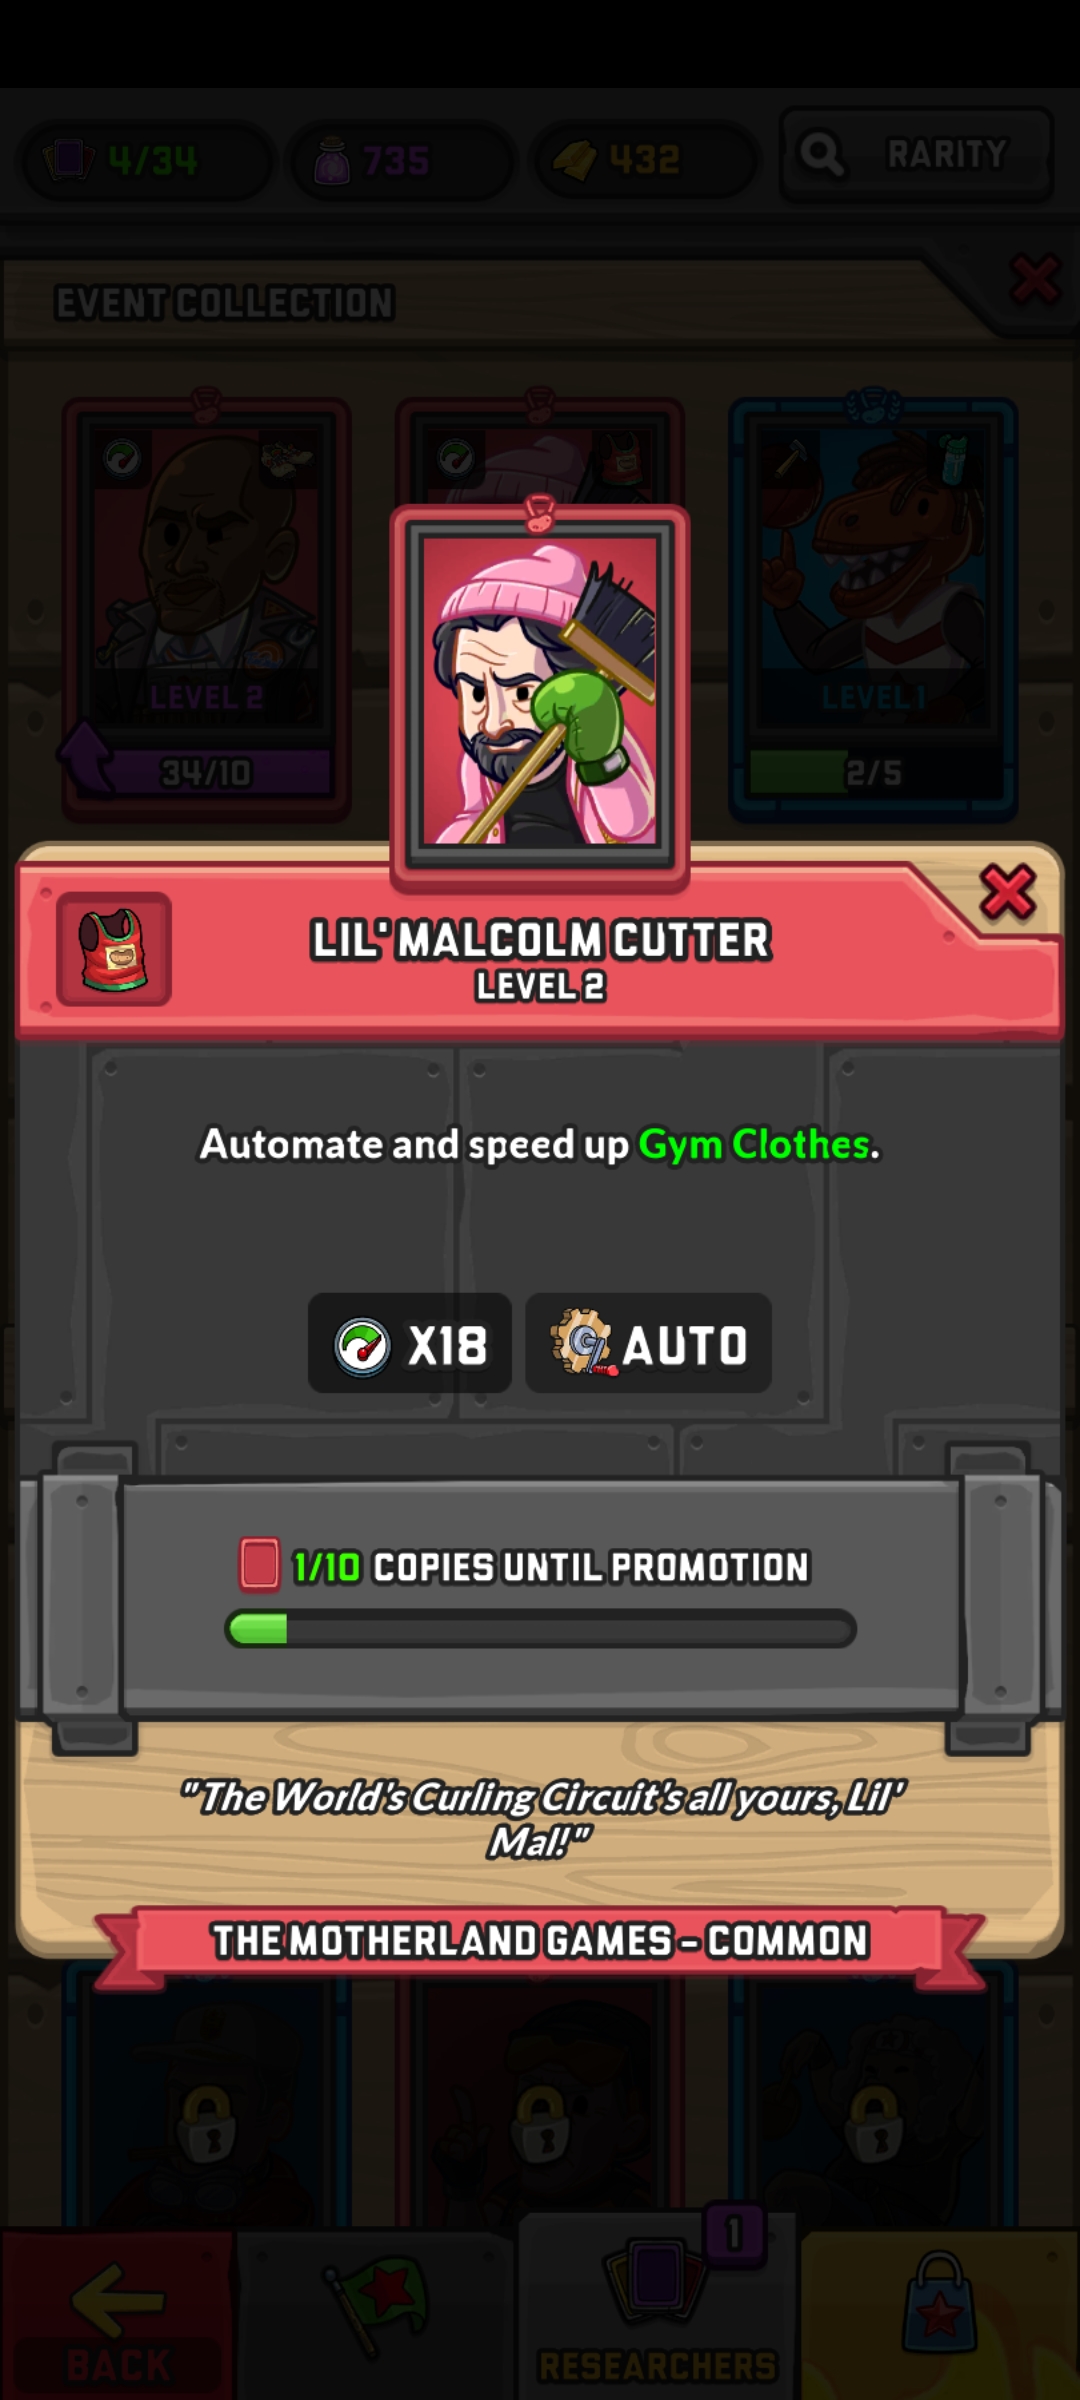 4/34
735
432
RARITY
EVENT COLLECTION
LEVEL 2
LEVEL 1
34/10
2/5
LIL' MALCOLM CUTTER
LEVEL 2
Automate and speed up Gym Clothes.
X18
AUTO
1/10 COPIES UNTIL PROMOTION
"The World's Curling Circuit's all yours, Lil'
Mal!"
THE MOTHERLAND GAMES - COMMON
1
BACK
RESEARCHERS